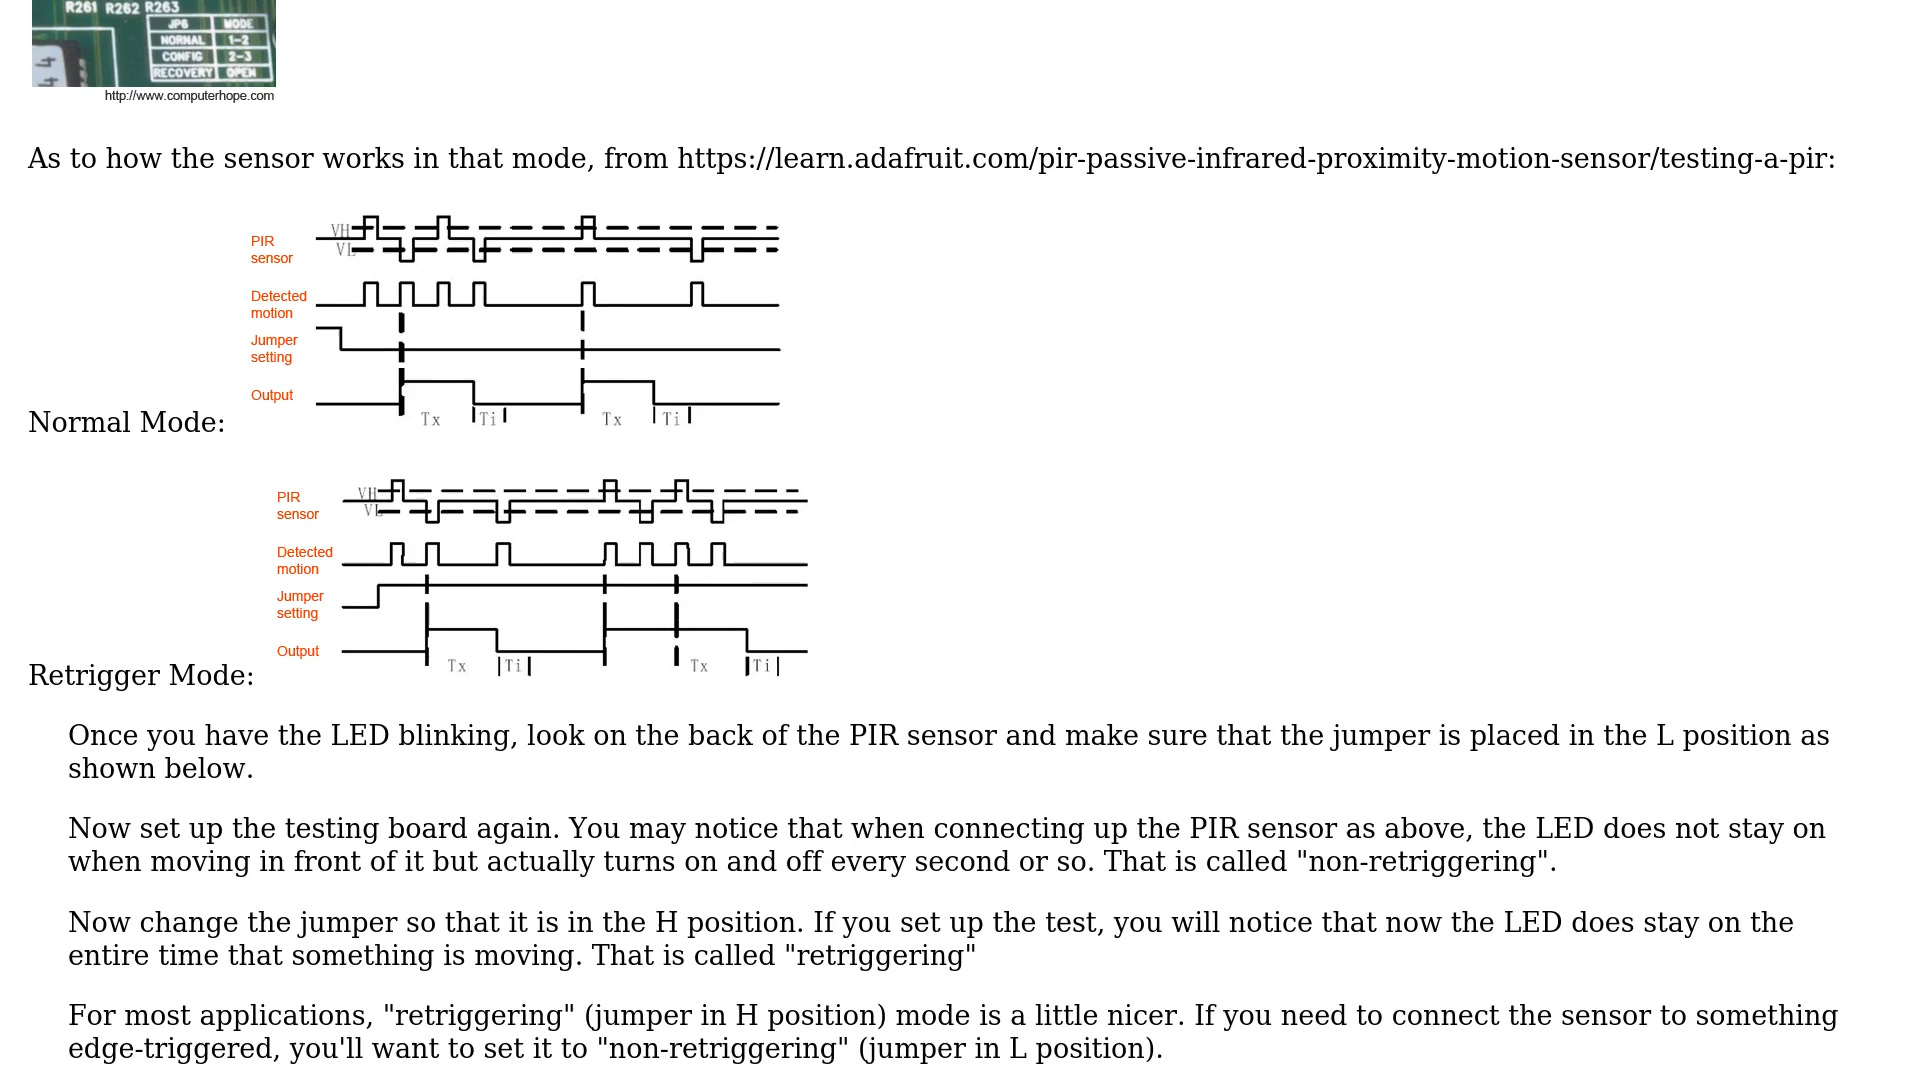 R261 R262 R263
JP6 MODE
NORMAL 1-2
CONFIG 2-3
RECOVERY OPEN
http://www.computerhope.com
As to how the sensor works in that mode, from https://learn.adafruit.com/pir-passive-infrared-proximity-motion-sensor/testing-a-pir:
VH
PIR
sensor
VL
Detected
motion
Jumper
setting
Output
Tx Ti Tx Ti
Normal Mode:
VH
PIR
sensor
VL
Detected
motion
Jumper
setting
Output
Tx Ti Tx Ti
Retrigger Mode:
Once you have the LED blinking, look on the back of the PIR sensor and make sure that the jumper is placed in the L position as
shown below.
Now set up the testing board again. You may notice that when connecting up the PIR sensor as above, the LED does not stay on
when moving in front of it but actually turns on and off every second or so. That is called "non-retriggering".
Now change the jumper so that it is in the H position. If you set up the test, you will notice that now the LED does stay on the
entire time that something is moving. That is called "retriggering"
For most applications, "retriggering" (jumper in H position) mode is a little nicer. If you need to connect the sensor to something
edge-triggered, you'll want to set it to "non-retriggering" (jumper in L position).